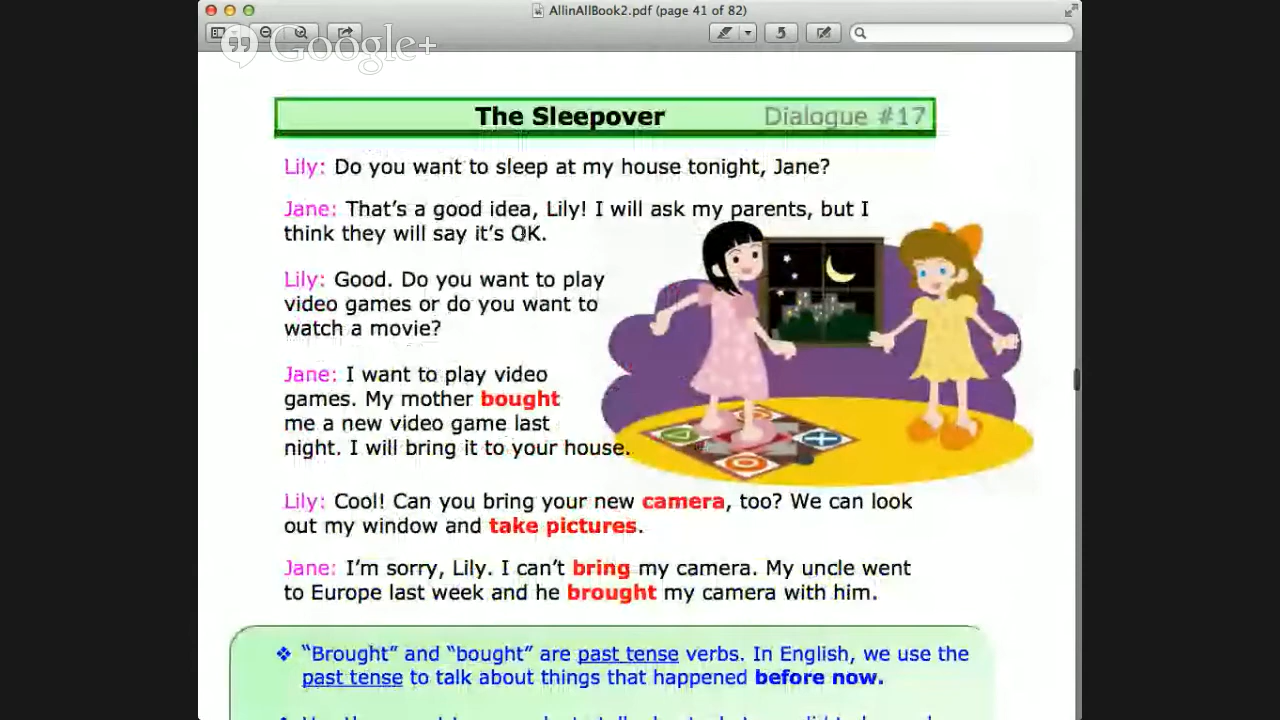 AllinAllBook2.pdf (page 41 of 82)
Google+
The Sleepover Dialogue #17
Lily: Do you want to sleep at my house tonight, Jane?
Jane: That's a good idea, Lily! I will ask my parents, but I
think they will say it's OK.
Lily: Good. Do you want to play
video games or do you want to
watch a movie?
Jane: I want to play video
games. My mother bought
me a new video game last
night. I will bring it to your house.
Lily: Cool! Can you bring your new camera, too? We can look
out my window and take pictures.
Jane: I'm sorry, Lily. I can't bring my camera. My uncle went
to Europe last week and he brought my camera with him.
❖ "Brought" and "bought" are past tense verbs. In English, we use the
past tense to talk about things that happened before now.